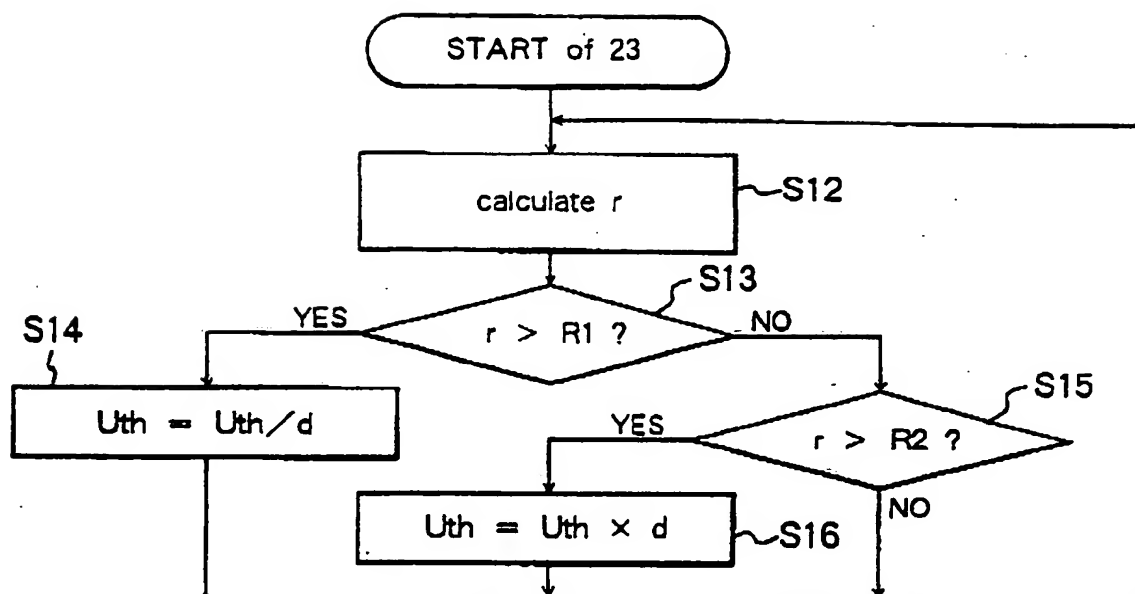 START of 23
calculate r
S12
S13
YES
r > R1 ?
NO
S14
Uth = Uth/d
S15
YES
r > R2 ?
NO
Uth = Uth × d
S16